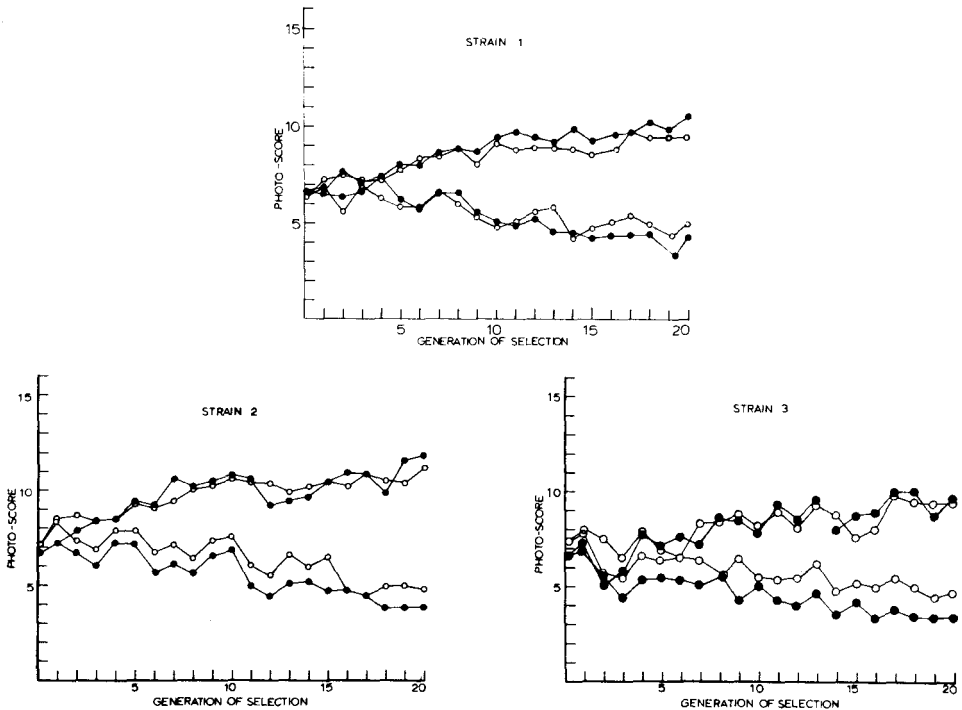 STRAIN 1
15
10
5
PHOTO-SCORE
5 10 15 20
GENERATION OF SELECTION
STRAIN 2
15
10
5
PHOTO-SCORE
5 10 15 20
GENERATION OF SELECTION
STRAIN 3
15
10
5
PHOTO-SCORE
5 10 15 20
GENERATION OF SELECTION